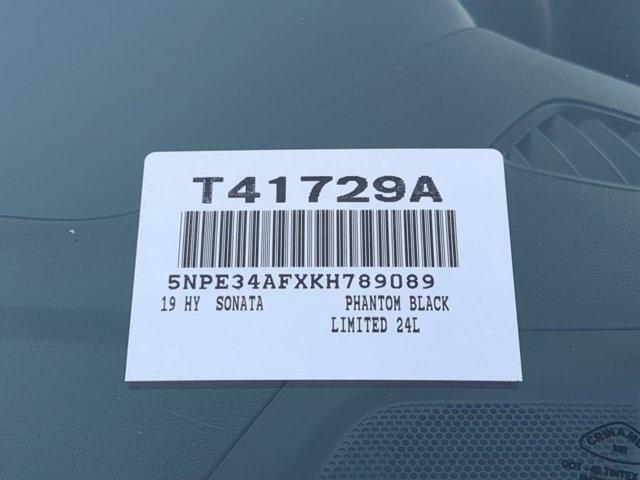 T41729A
5NPE34AFXKH789089
19 HY SONATA PHANTOM BLACK
LIMITED 24L